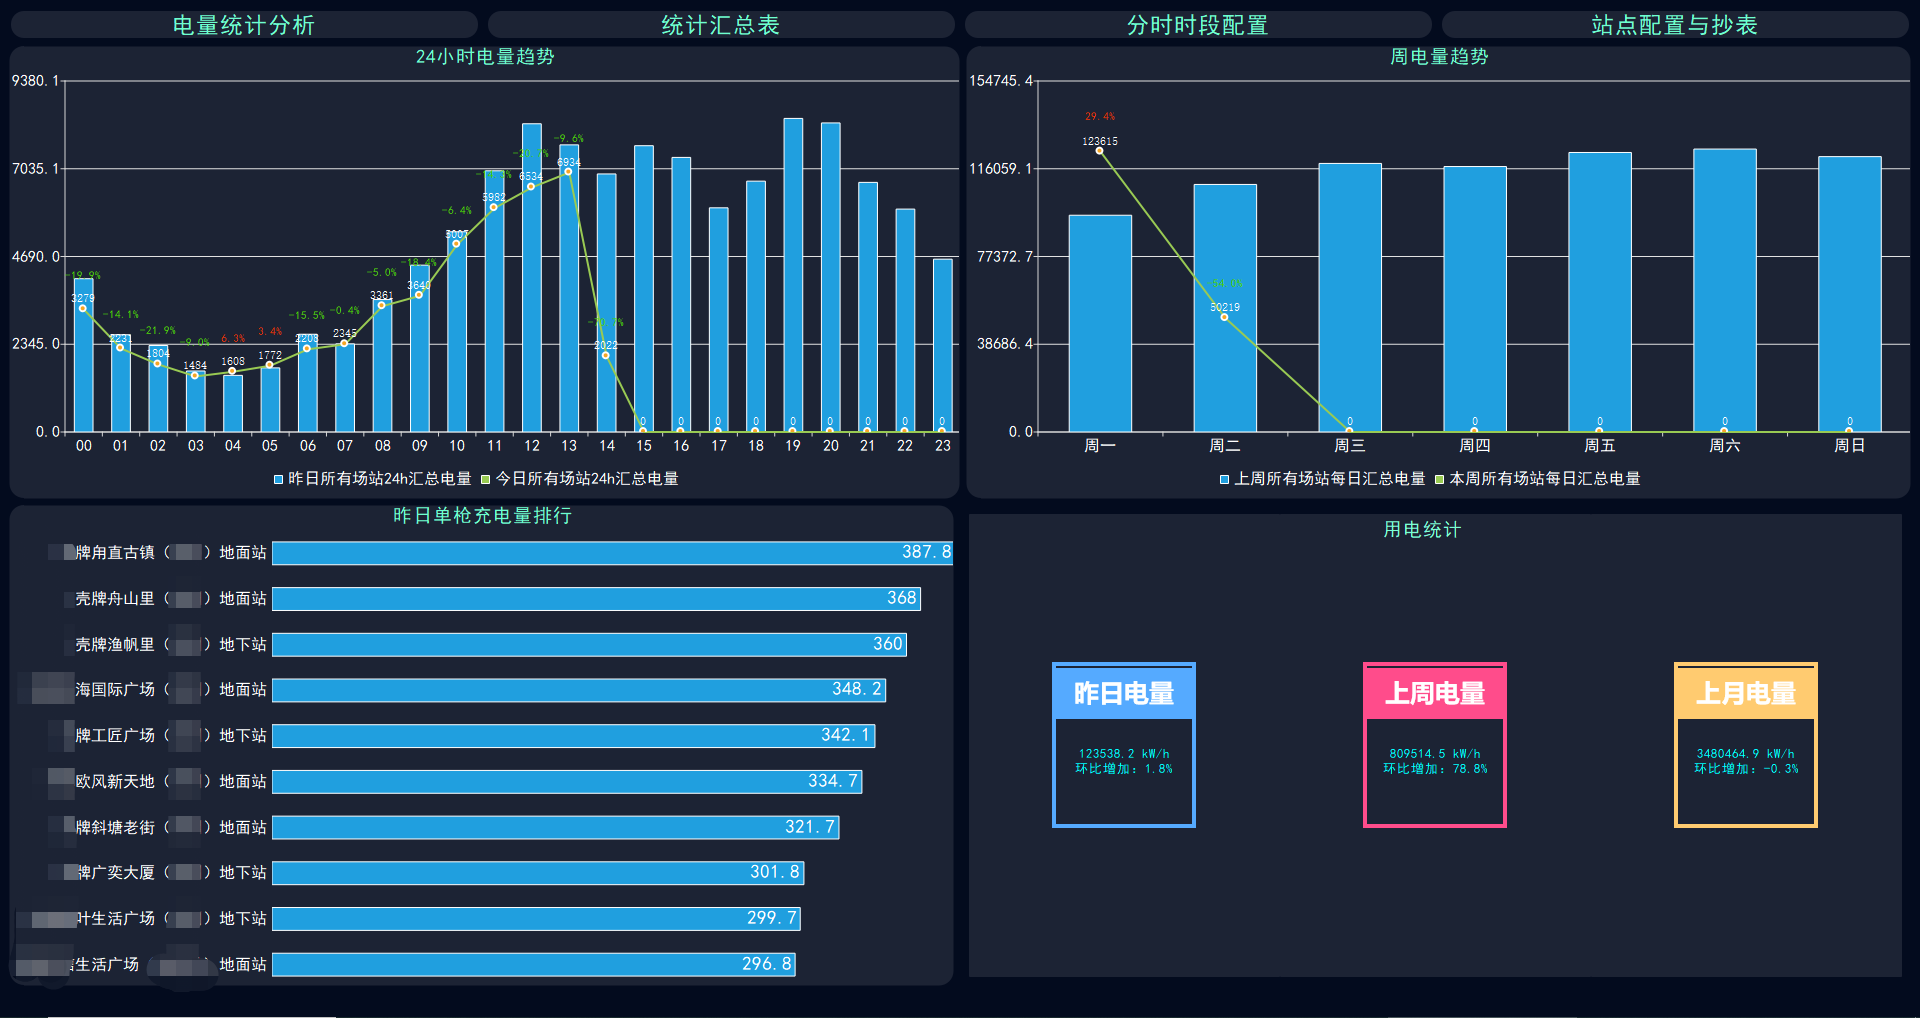 电量统计分析
统计汇总表
分时时段配置
站点配置与抄表
24小时电量趋势
9380.1
7035.1
4690.0
2345.0
0.0
-19.9%
-14.1%
-21.9%
-9.0%
6.3%
3.4%
-15.5%
-0.4%
-5.0%
-18.4%
-6.4%
-9.6%
3279
2231
1804
1484
1608
1772
2208
2345
3361
3640
5007
5982
6534
6934
2022
0 0 0 0 0 0 0 0 0
00 01 02 03 04 05 06 07 08 09 10 11 12 13 14 15 16 17 18 19 20 21 22 23
昨日所有场站24h汇总电量 今日所有场站24h汇总电量
周电量趋势
154745.4
116059.1
77372.7
38686.4
0.0
29.4%
123615
-54.0%
50219
0 0 0 0 0
周一 周二 周三 周四 周五 周六 周日
上周所有场站每日汇总电量 本周所有场站每日汇总电量
昨日单枪充电量排行
牌甪直古镇（ ）地面站 387.8
壳牌舟山里（ ）地面站 368
壳牌渔帆里（ ）地下站 360
海国际广场（ ）地面站 348.2
牌工匠广场（ ）地下站 342.1
欧风新天地（ ）地面站 334.7
牌斜塘老街（ ）地面站 321.7
牌广奕大厦（ ）地下站 301.8
叶生活广场（ ）地下站 299.7
生活广场 地面站 296.8
用电统计
昨日电量
123538.2 kW/h
环比增加：1.8%
上周电量
809514.5 kW/h
环比增加：78.8%
上月电量
3480464.9 kW/h
环比增加：-0.3%